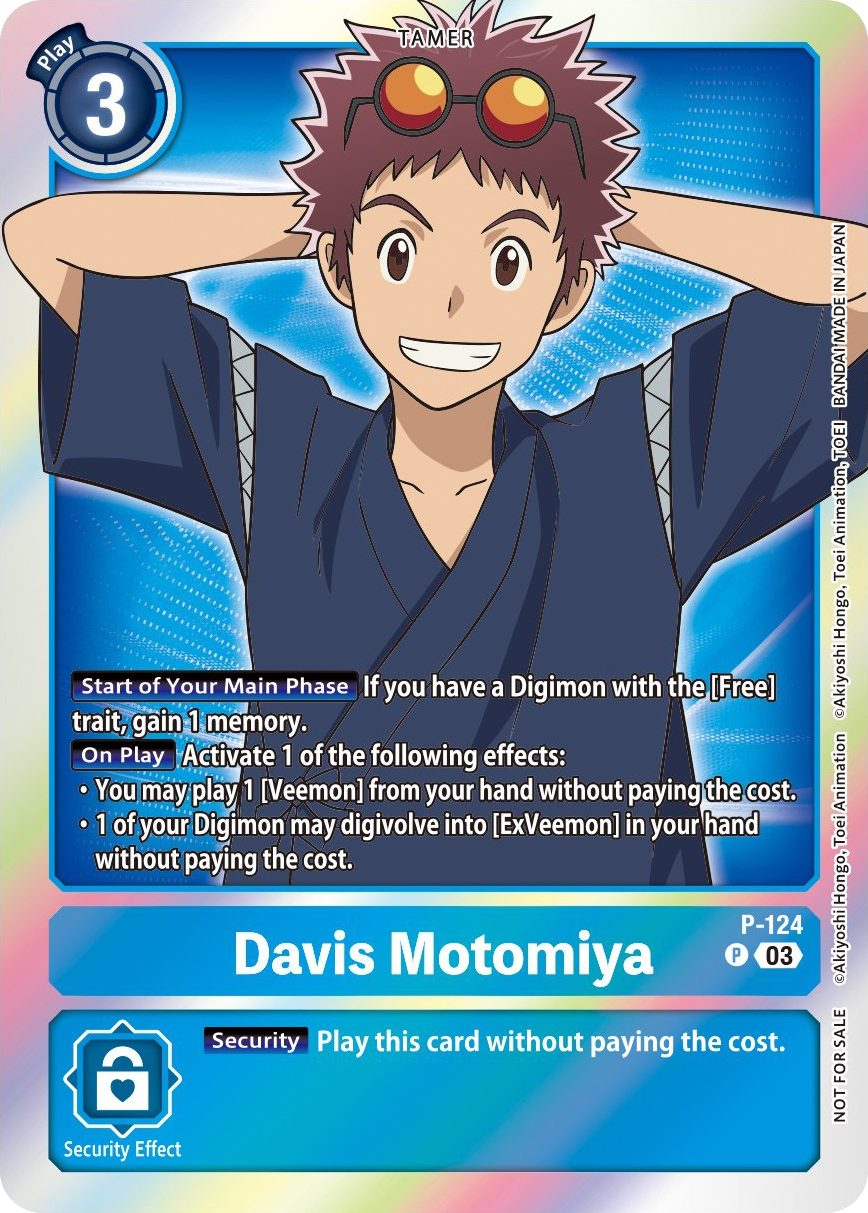 TAMER
Play
3
Start of Your Main Phase If you have a Digimon with the [Free]
trait, gain 1 memory.
On Play Activate 1 of the following effects:
• You may play 1 [Veemon] from your hand without paying the cost.
• 1 of your Digimon may digivolve into [ExVeemon] in your hand
without paying the cost.
P-124
Davis Motomiya
P 03
Security Play this card without paying the cost.
Security Effect
©Akiyoshi Hongo, Toei Animation, TOEI BANDAI MADE IN JAPAN
©Akiyoshi Hongo, Toei Animation
NOT FOR SALE